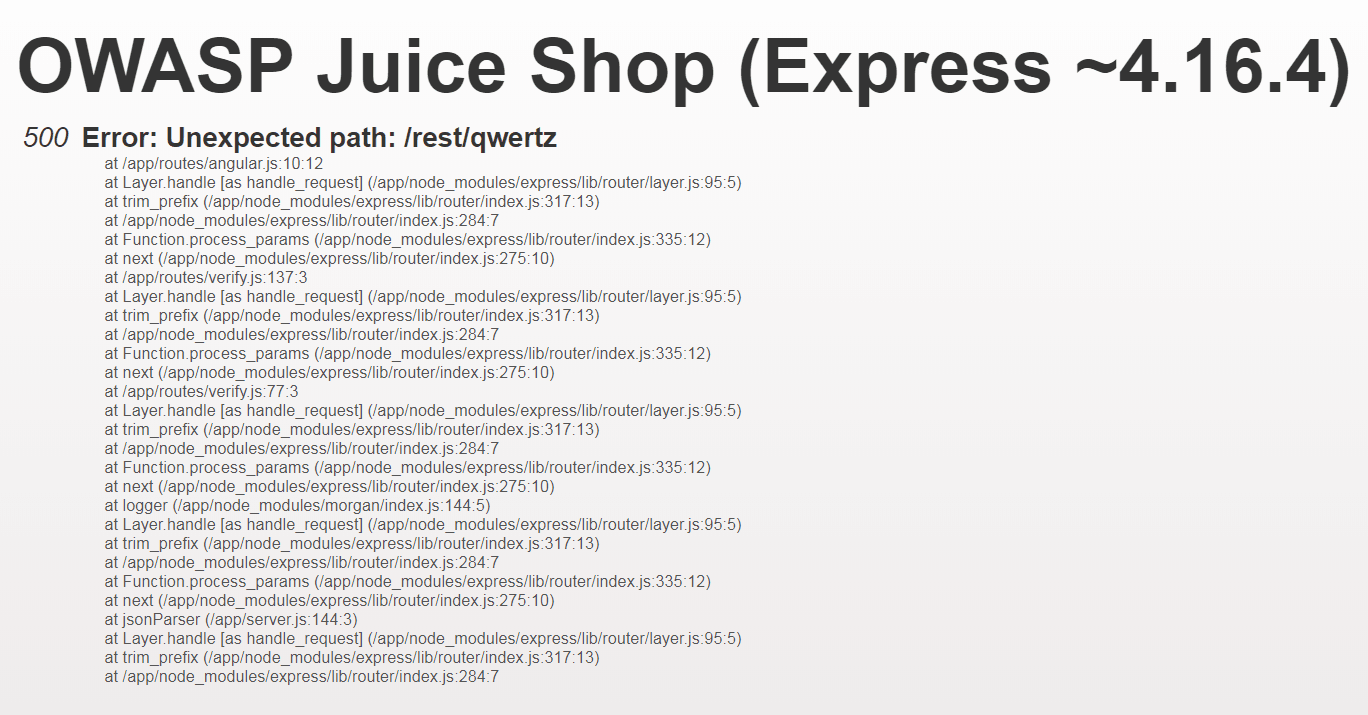 OWASP Juice Shop (Express ~4.16.4)
500 Error: Unexpected path: /rest/qwertz
at /app/routes/angular.js:10:12
at Layer.handle [as handle_request] (/app/node_modules/express/lib/router/layer.js:95:5)
at trim_prefix (/app/node_modules/express/lib/router/index.js:317:13)
at /app/node_modules/express/lib/router/index.js:284:7
at Function.process_params (/app/node_modules/express/lib/router/index.js:335:12)
at next (/app/node_modules/express/lib/router/index.js:275:10)
at /app/routes/verify.js:137:3
at Layer.handle [as handle_request] (/app/node_modules/express/lib/router/layer.js:95:5)
at trim_prefix (/app/node_modules/express/lib/router/index.js:317:13)
at /app/node_modules/express/lib/router/index.js:284:7
at Function.process_params (/app/node_modules/express/lib/router/index.js:335:12)
at next (/app/node_modules/express/lib/router/index.js:275:10)
at /app/routes/verify.js:77:3
at Layer.handle [as handle_request] (/app/node_modules/express/lib/router/layer.js:95:5)
at trim_prefix (/app/node_modules/express/lib/router/index.js:317:13)
at /app/node_modules/express/lib/router/index.js:284:7
at Function.process_params (/app/node_modules/express/lib/router/index.js:335:12)
at next (/app/node_modules/express/lib/router/index.js:275:10)
at logger (/app/node_modules/morgan/index.js:144:5)
at Layer.handle [as handle_request] (/app/node_modules/express/lib/router/layer.js:95:5)
at trim_prefix (/app/node_modules/express/lib/router/index.js:317:13)
at /app/node_modules/express/lib/router/index.js:284:7
at Function.process_params (/app/node_modules/express/lib/router/index.js:335:12)
at next (/app/node_modules/express/lib/router/index.js:275:10)
at jsonParser (/app/server.js:144:3)
at Layer.handle [as handle_request] (/app/node_modules/express/lib/router/layer.js:95:5)
at trim_prefix (/app/node_modules/express/lib/router/index.js:317:13)
at /app/node_modules/express/lib/router/index.js:284:7